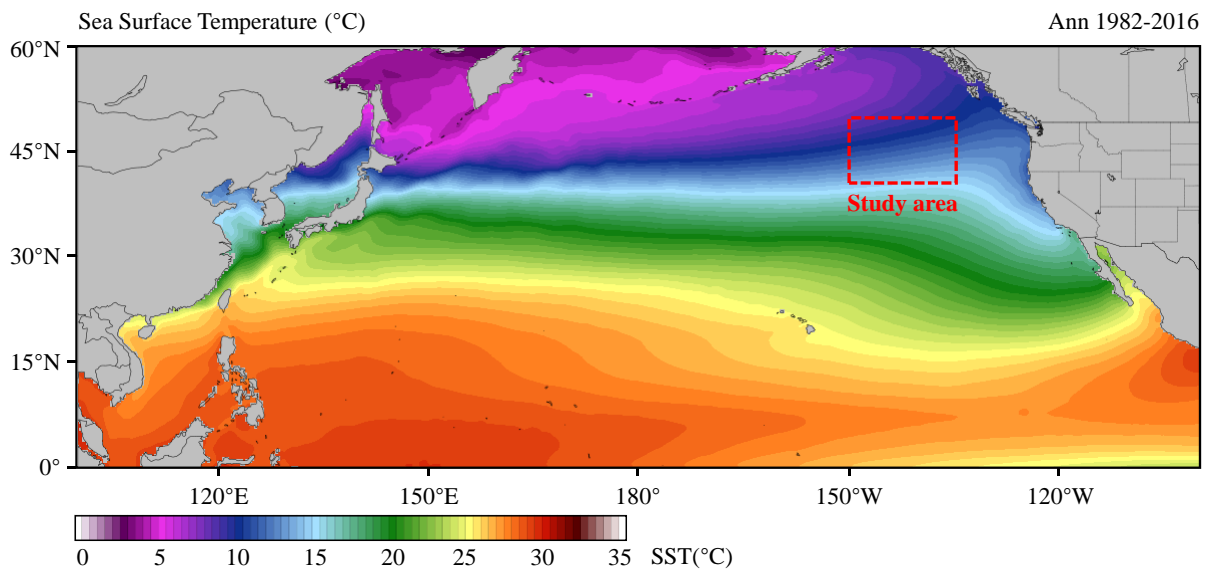 Sea Surface Temperature (°C) Ann 1982-2016
60°N
45°N
Study area
30°N
15°N
0°
120°E 150°E 180° 150°W 120°W
0 5 10 15 20 25 30 35 SST(°C)